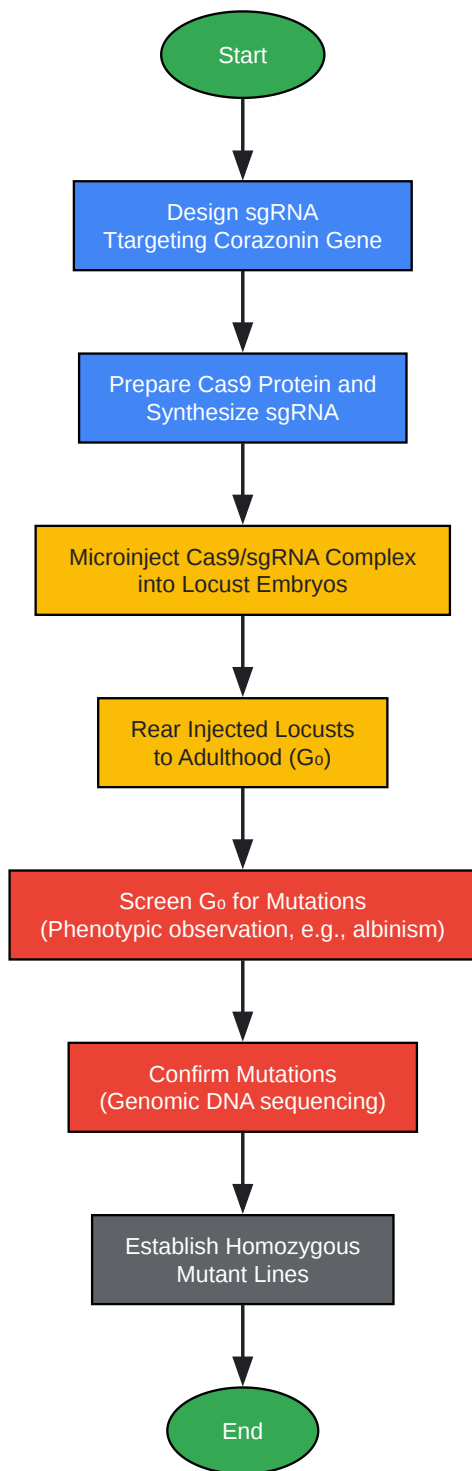 Start
Design sgRNA
Ttargeting Corazonin Gene
Prepare Cas9 Protein and
Synthesize sgRNA
Microinject Cas9/sgRNA Complex
into Locust Embryos
Rear Injected Locusts
to Adulthood (G₀)
Screen G₀ for Mutations
(Phenotypic observation, e.g., albinism)
Confirm Mutations
(Genomic DNA sequencing)
Establish Homozygous
Mutant Lines
End